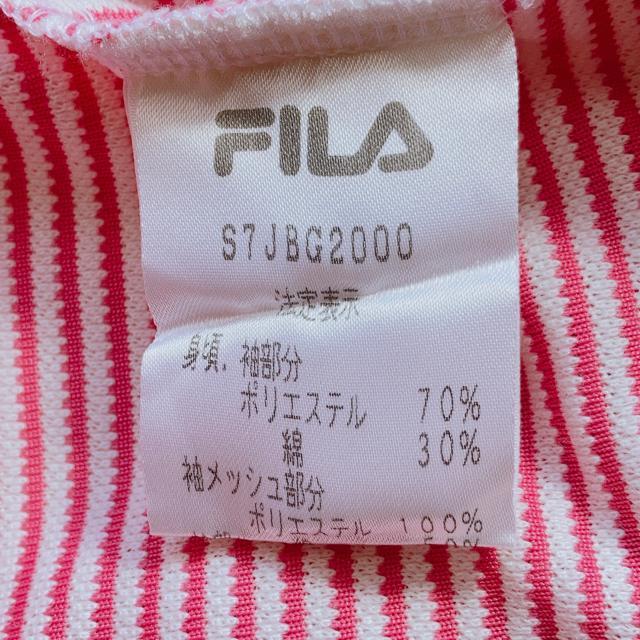 FILA
S7JBG2000
法定表示
身頃.袖部分
ポリエステル 70%
綿 30%
袖メッシュ部分
ポリエステル 100%